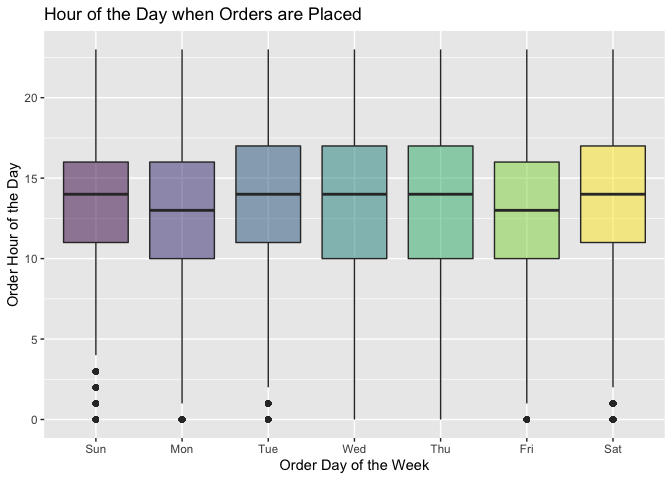 Hour of the Day when Orders are Placed
Order Hour of the Day
20
15
10
5
0
Sun Mon Tue Wed Thu Fri Sat
Order Day of the Week